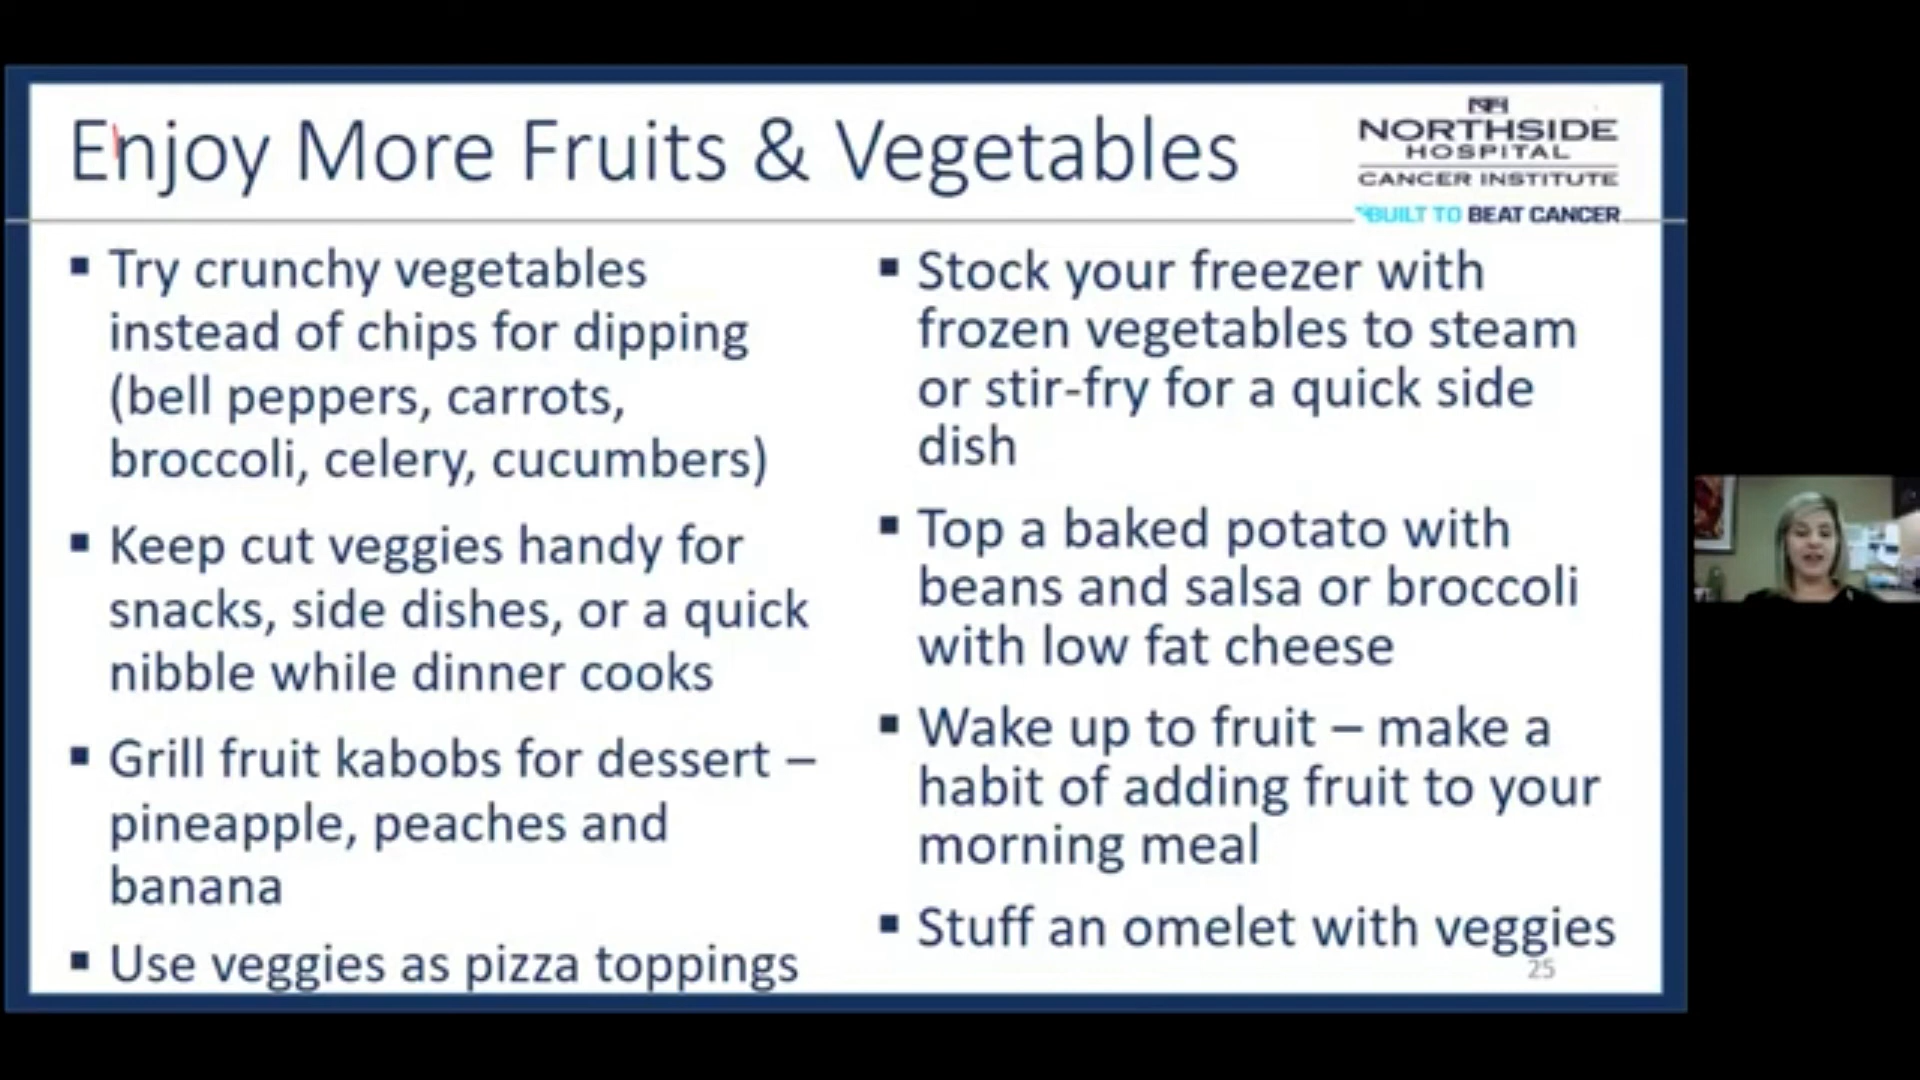 Enjoy More Fruits & Vegetables
NORTHSIDE
HOSPITAL
CANCER INSTITUTE
BUILT TO BEAT CANCER
▪ Try crunchy vegetables
instead of chips for dipping
(bell peppers, carrots,
broccoli, celery, cucumbers)
▪ Keep cut veggies handy for
snacks, side dishes, or a quick
nibble while dinner cooks
▪ Grill fruit kabobs for dessert –
pineapple, peaches and
banana
▪ Use veggies as pizza toppings
▪ Stock your freezer with
frozen vegetables to steam
or stir-fry for a quick side
dish
▪ Top a baked potato with
beans and salsa or broccoli
with low fat cheese
▪ Wake up to fruit – make a
habit of adding fruit to your
morning meal
▪ Stuff an omelet with veggies
25